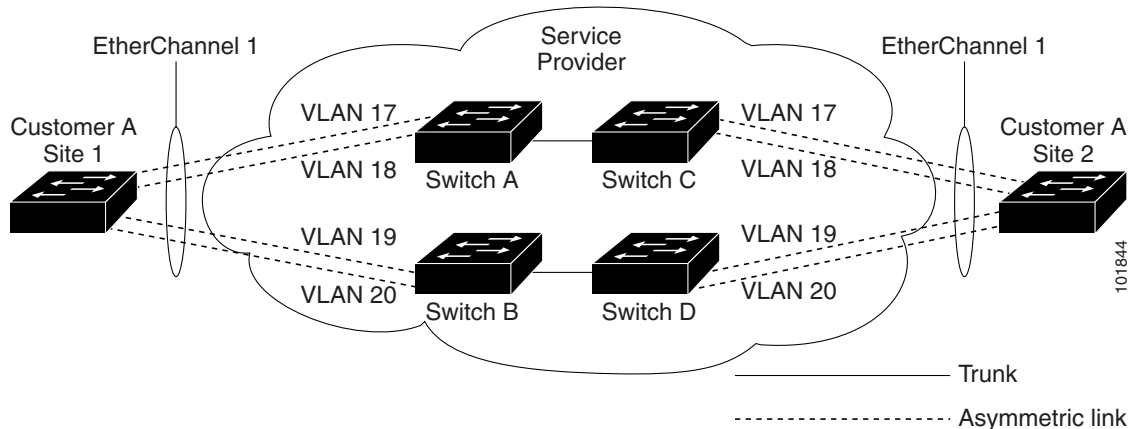 EtherChannel 1
Service
Provider
EtherChannel 1
VLAN 17
VLAN 17
Customer A
Site 1
Customer A
Site 2
VLAN 18
VLAN 18
Switch A
Switch C
VLAN 19
VLAN 19
VLAN 20
VLAN 20
Switch B
Switch D
101844
Trunk
Asymmetric link